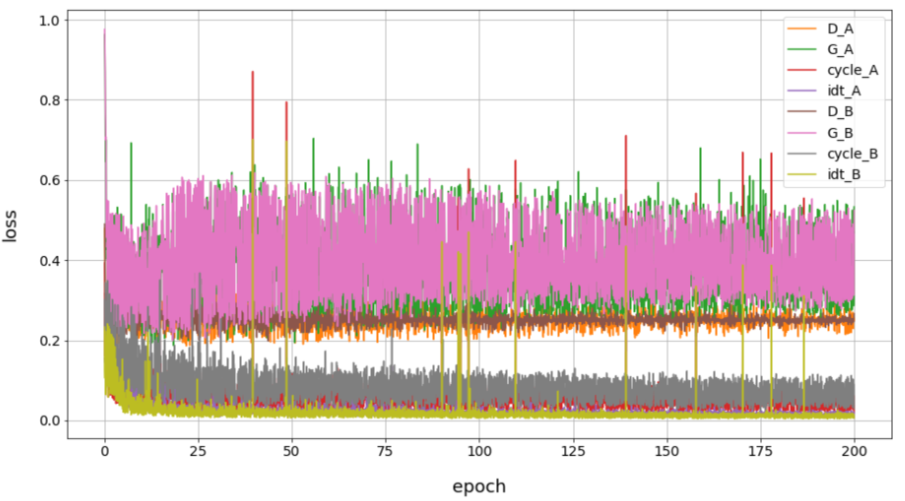 1.0
0.8
0.6
0.4
0.2
0.0
loss
0 25 50 75 100 125 150 175 200
epoch
D_A
G_A
cycle_A
idt_A
D_B
G_B
cycle_B
idt_B